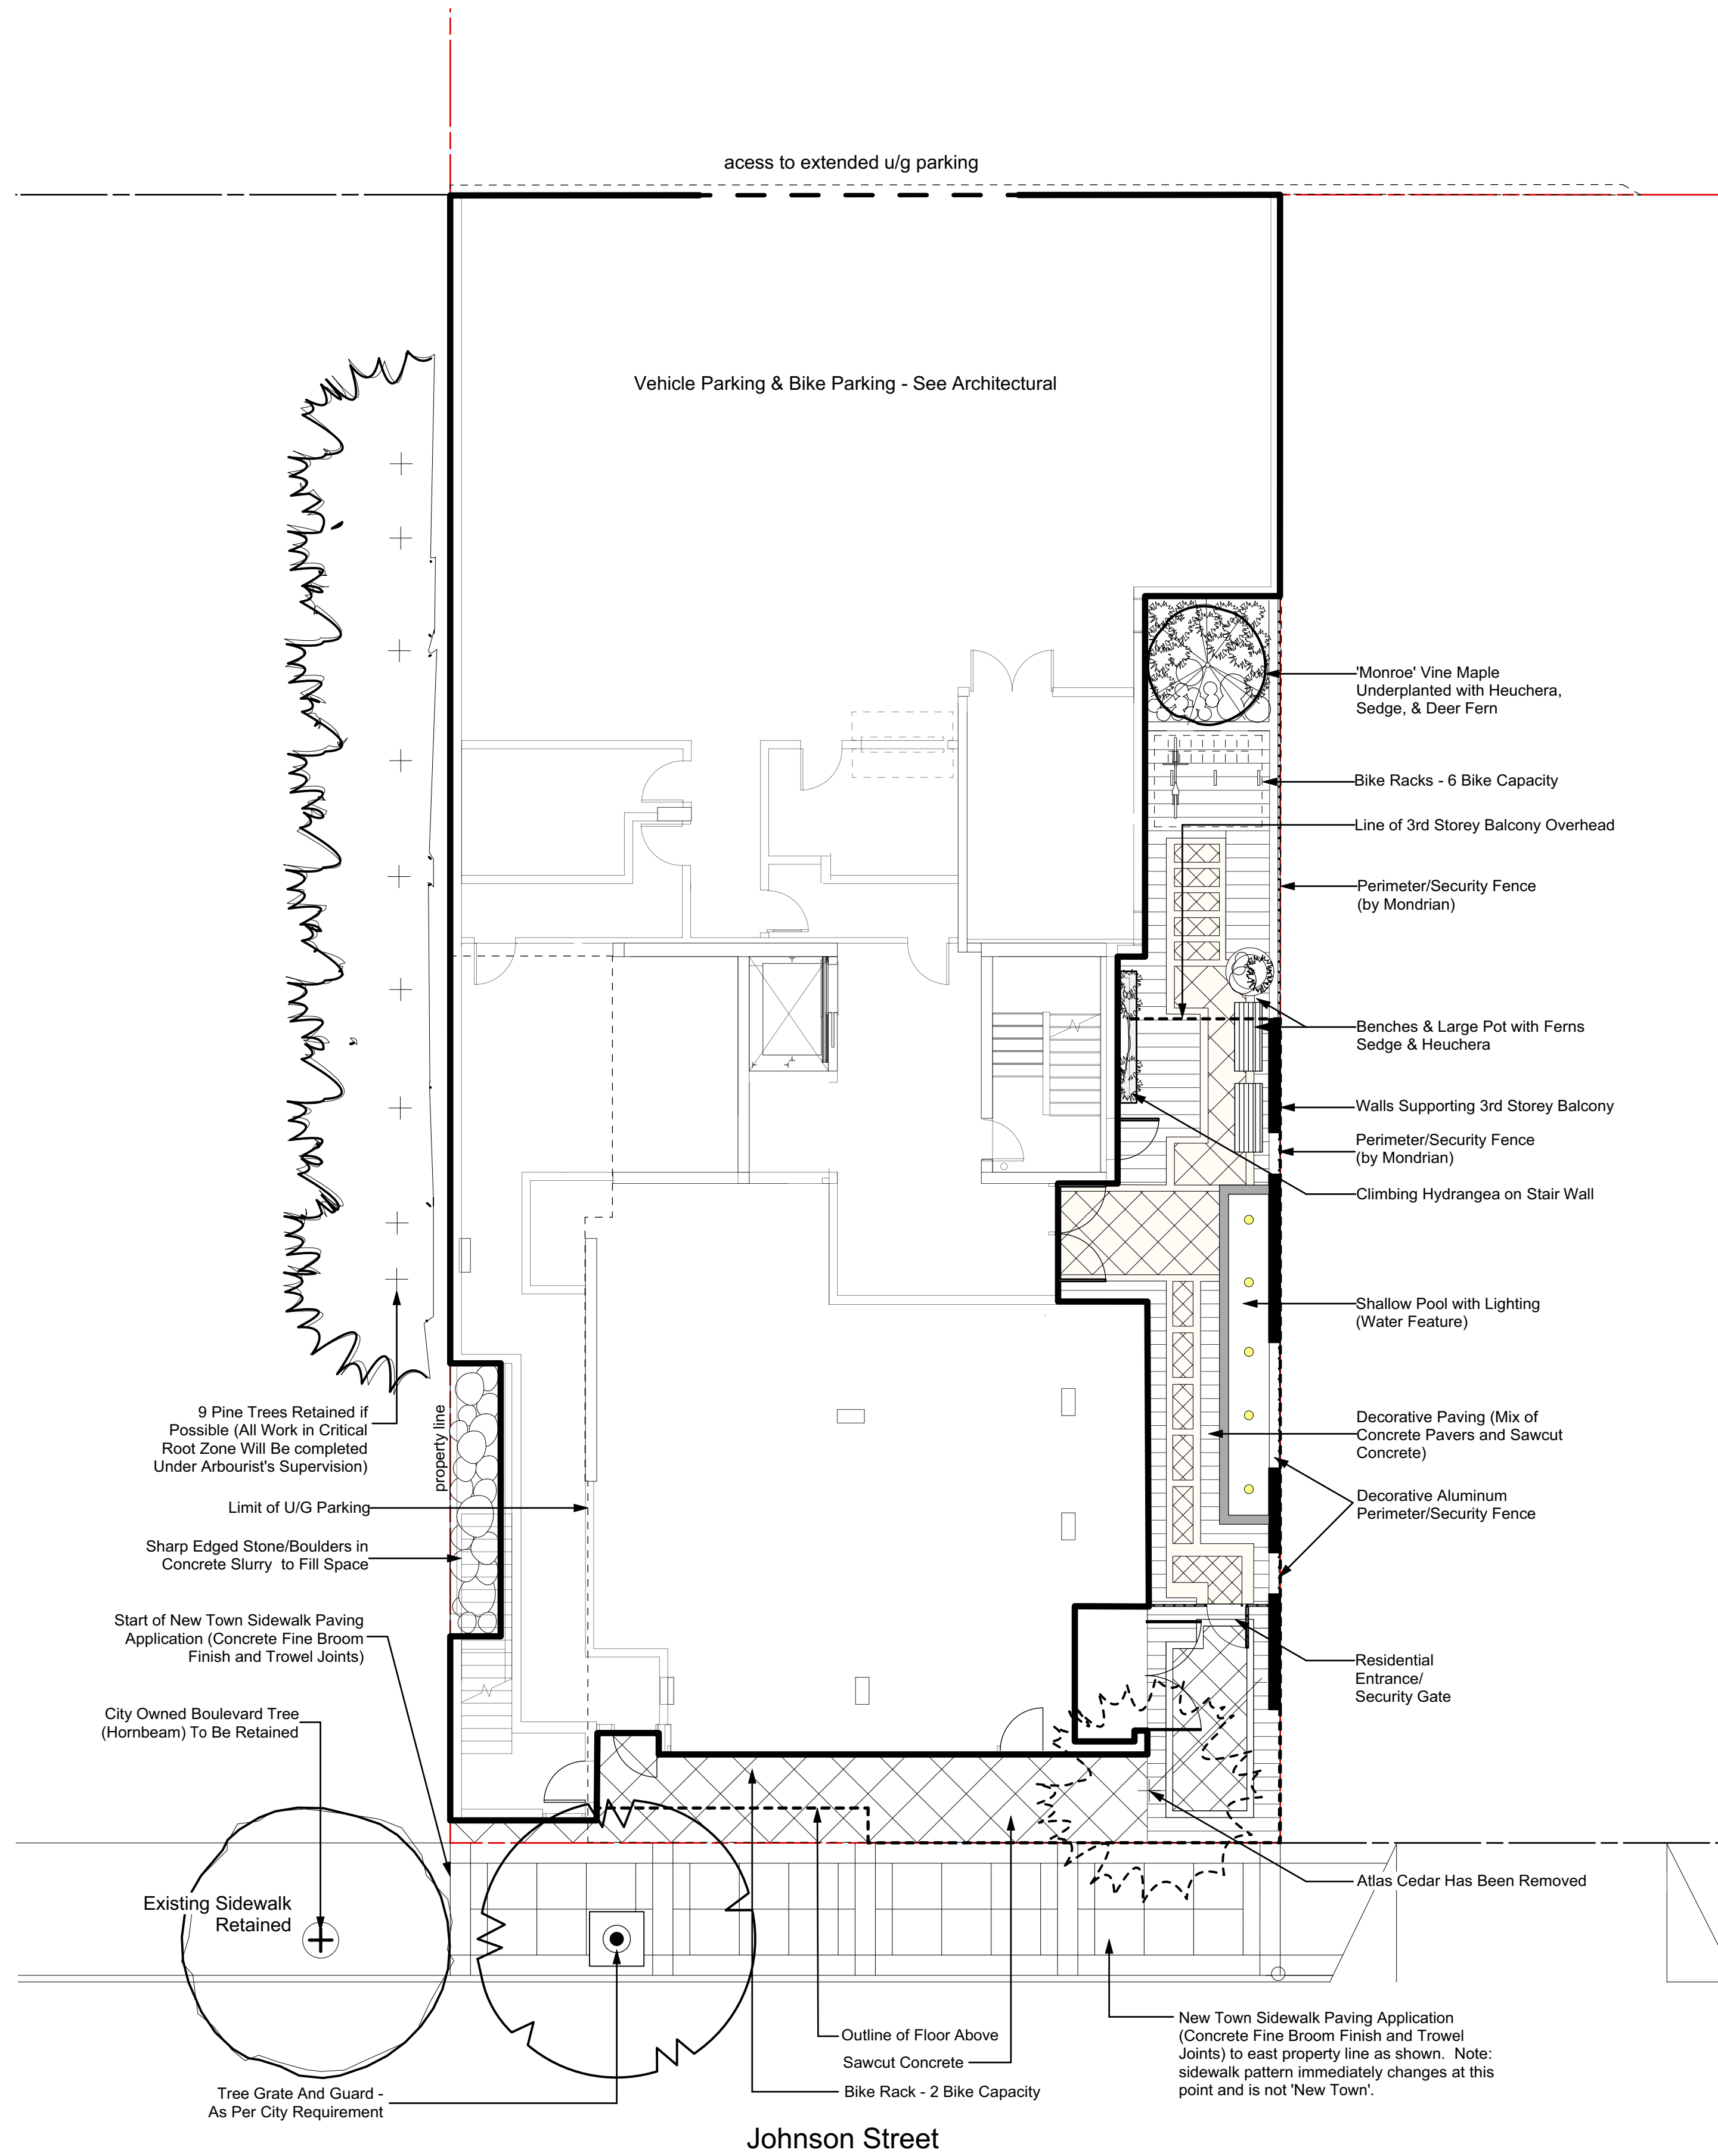 acess to extended u/g parking
Vehicle Parking & Bike Parking - See Architectural
'Monroe' Vine Maple
Underplanted with Heuchera,
Sedge, & Deer Fern
Bike Racks - 6 Bike Capacity
Line of 3rd Storey Balcony Overhead
Perimeter/Security Fence
(by Mondrian)
Benches & Large Pot with Ferns
Sedge & Heuchera
Walls Supporting 3rd Storey Balcony
Perimeter/Security Fence
(by Mondrian)
Climbing Hydrangea on Stair Wall
Shallow Pool with Lighting
(Water Feature)
Decorative Paving (Mix of
Concrete Pavers and Sawcut
Concrete)
Decorative Aluminum
Perimeter/Security Fence
Residential
Entrance/
Security Gate
Atlas Cedar Has Been Removed
9 Pine Trees Retained if
Possible (All Work in Critical
Root Zone Will Be completed
Under Arbourist's Supervision)
property line
Limit of U/G Parking
Sharp Edged Stone/Boulders in
Concrete Slurry to Fill Space
Start of New Town Sidewalk Paving
Application (Concrete Fine Broom
Finish and Trowel Joints)
City Owned Boulevard Tree
(Hornbeam) To Be Retained
Existing Sidewalk
Retained
Tree Grate And Guard -
As Per City Requirement
Outline of Floor Above
Sawcut Concrete
Bike Rack - 2 Bike Capacity
New Town Sidewalk Paving Application
(Concrete Fine Broom Finish and Trowel
Joints) to east property line as shown. Note:
sidewalk pattern immediately changes at this
point and is not 'New Town'.
Johnson Street